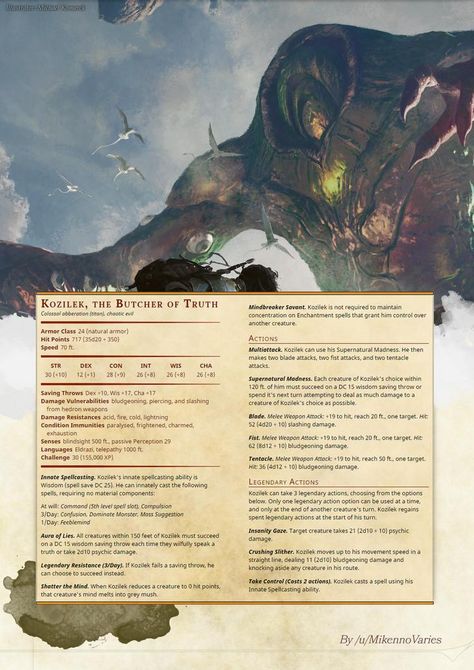 Illustrator Michael Komarck
KOZILEK, THE BUTCHER OF TRUTH
Colossal abberation (titan), chaotic evil
Armor Class 24 (natural armor)
Hit Points 717 (35d20 + 350)
Speed 70 ft.
STR DEX CON INT WIS CHA
30 (+10) 12 (+1) 28 (+9) 26 (+8) 26 (+8) 26 (+8)
Saving Throws Dex +10, Wis +17, Cha +17
Damage Vulnerabilities bludgeoning, piercing, and slashing
from hedron weapons
Damage Resistances acid, fire, cold, lightning
Condition Immunities paralysed, frightened, charmed,
exhaustion
Senses blindsight 500 ft., passive Perception 29
Languages Eldrazi, telepathy 1000 ft.
Challenge 30 (155,000 XP)
Innate Spellcasting. Kozilek's innate spellcasting ability is
Wisdom (spell save DC 25). He can innately cast the following
spells, requiring no material components:
At will: Command (5th level spell slot), Compulsion
3/Day: Confusion, Dominate Monster, Mass Suggestion
1/Day: Feeblemind
Aura of Lies. All creatures within 150 feet of Kozilek must succeed
on a DC 15 wisdom saving throw each time they wilfully speak a
truth or take 2d10 psychic damage.
Legendary Resistance (3/Day). If Kozilek fails a saving throw, he
can choose to succeed instead.
Shatter the Mind. When Kozilek reduces a creature to 0 hit points,
that creature's mind melts into grey mush.
Mindbreaker Savant. Kozilek is not required to maintain
concentration on Enchantment spells that grant him control over
another creature.
ACTIONS
Multiattack. Kozilek can use his Supernatural Madness. He then
makes two blade attacks, two fist attacks, and two tentacle
attacks.
Supernatural Madness. Each creature of Kozilek's choice within
120 ft. of him must succeed on a DC 15 wisdom saving throw or
spend it's next turn attempting to deal as much damage to a
creature of Kozilek's choice as possible.
Blade. Melee Weapon Attack: +19 to hit, reach 20 ft., one target. Hit:
52 (4d20 + 10) slashing damage.
Fist. Melee Weapon Attack: +19 to hit, reach 20 ft., one target. Hit:
62 (8d12 + 10) bludgeoning damage.
Tentacle. Melee Weapon Attack: +19 to hit, reach 50 ft., one target.
Hit: 36 (4d12 + 10) bludgeoning damage.
LEGENDARY ACTIONS
Kozilek can take 3 legendary actions, choosing from the options
below. Only one legendary action option can be used at a time,
and only at the end of another creature's turn. Kozilek regains
spent legendary actions at the start of his turn.
Insanity Gaze. Target creature takes 21 (2d10 + 10) psychic
damage.
Crushing Slither. Kozilek moves up to his movement speed in a
straight line, dealing 11 (2d10) bludgeoning damage and
knocking aside any creature in his route.
Take Control (Costs 2 actions). Kozilek casts a spell using his
Innate Spellcasting ability.
By /u/MikennoVaries